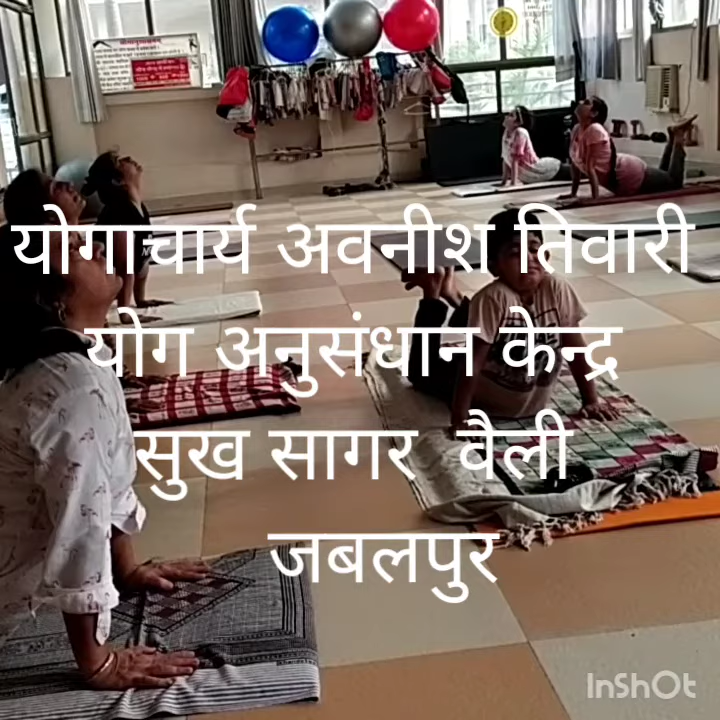 योगाचार्य अवनीश तिवारी
योग अनुसंधान केन्द्र
सुख सागर वैली
जबलपुर
InShOt